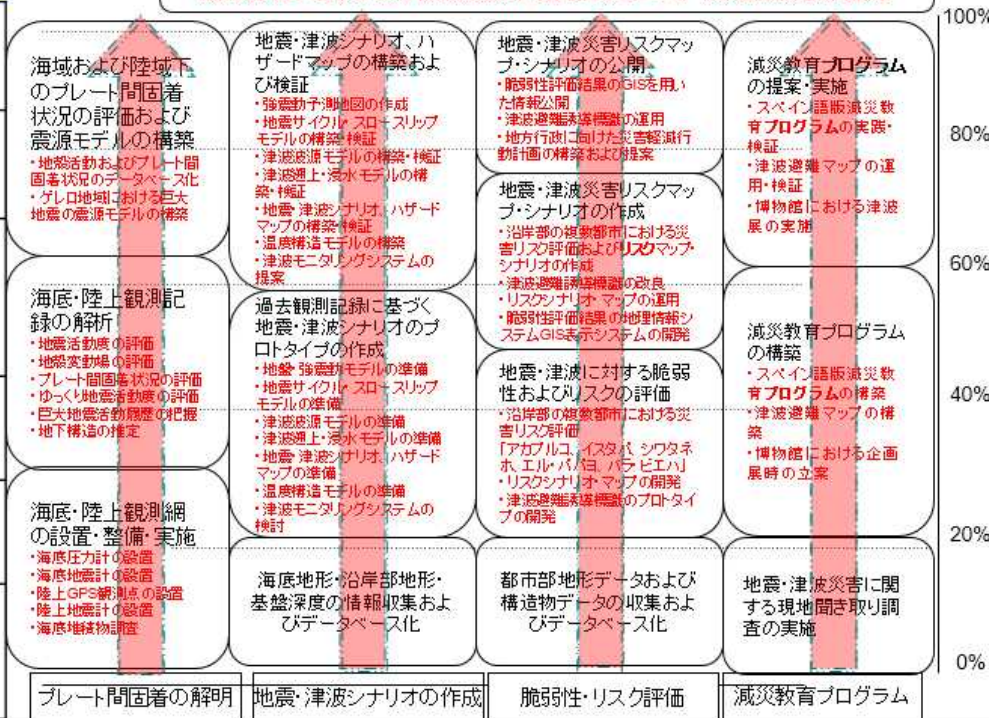 100%
80%
60%
40%
20%
0%
海域および陸域下
のプレート間固着
状況の評価および
震源モデルの構築
・地殻活動およびプレート間
固着状況のデータベース化
・ゲレロ地域における巨大
地震の震源モデルの構築
海底・陸上観測記
録の解析
・地震活動度の評価
・地殻変動場の評価
・プレート間固着状況の評価
・ゆっくり地震活動度の評価
・巨大地震活動履歴の把握
・地下構造の推定
海底・陸上観測網
の設置・整備・実施
・海底圧力計の設置
・海底地震計の設置
・陸上GPS観測点の設置
・陸上地震計の設置
・海底堆積物調査
プレート間固着の解明
地震・津波シナリオ、ハ
ザードマップの構築およ
び検証
・強震動予測地図の作成
・地震サイクル・スロースリップ
モデルの構築・検証
・津波波源モデルの構築・検証
・津波遡上・浸水モデルの構
築・検証
・地震・津波シナリオ、ハザード
マップの構築・検証
・温度構造モデルの構築
・津波モニタリングシステムの
提案
過去観測記録に基づく
地震・津波シナリオのプ
ロトタイプの作成
・地盤・強震動モデルの準備
・地震サイクル・スロースリップ
モデルの準備
・津波波源モデルの準備
・津波遡上・浸水モデルの準備
・地震・津波シナリオ、ハザード
マップの準備
・温度構造モデルの準備
・津波モニタリングシステムの
検討
海底地形・沿岸部地形・
基盤深度の情報収集およ
びデータベース化
地震・津波シナリオの作成
地震・津波災害リスクマッ
プ・シナリオの公開
・脆弱性評価結果のGISを用い
た情報公開
・津波避難誘導標識の運用
・地方行政に向けた災害軽減行
動計画の構築および提案
地震・津波災害リスクマッ
プ・シナリオの作成
・沿岸部の複数都市における災
害リスク評価およびリスクマップ・
シナリオの作成
・津波避難誘導標識の改良
・リスクシナリオ・マップの運用
・脆弱性評価結果の地理情報シ
ステムGIS表示システムの開発
地震・津波に対する脆弱
性およびリスクの評価
・沿岸部の複数都市における災
害リスク評価
「アカプルコ、イスタパ、シワタネ
ホ、エル・パパヨ、バラ・ビエハ」
・リスクシナリオ・マップの開発
・津波避難誘導標識のプロトタイ
プの開発
都市部地形データおよび
構造物データの収集およ
びデータベース化
脆弱性・リスク評価
減災教育プログラム
の提案・実施
・スペイン語版減災教
育プログラムの実践・
検証
・津波避難マップの運
用・検証
・博物館における津波
展の実施
減災教育プログラム
の構築
・スペイン語版減災教
育プログラムの構築
・津波避難マップの構
築
・博物館における企画
展時の立案
地震・津波災害に関
する現地聞き取り調
査の実施
減災教育プログラム